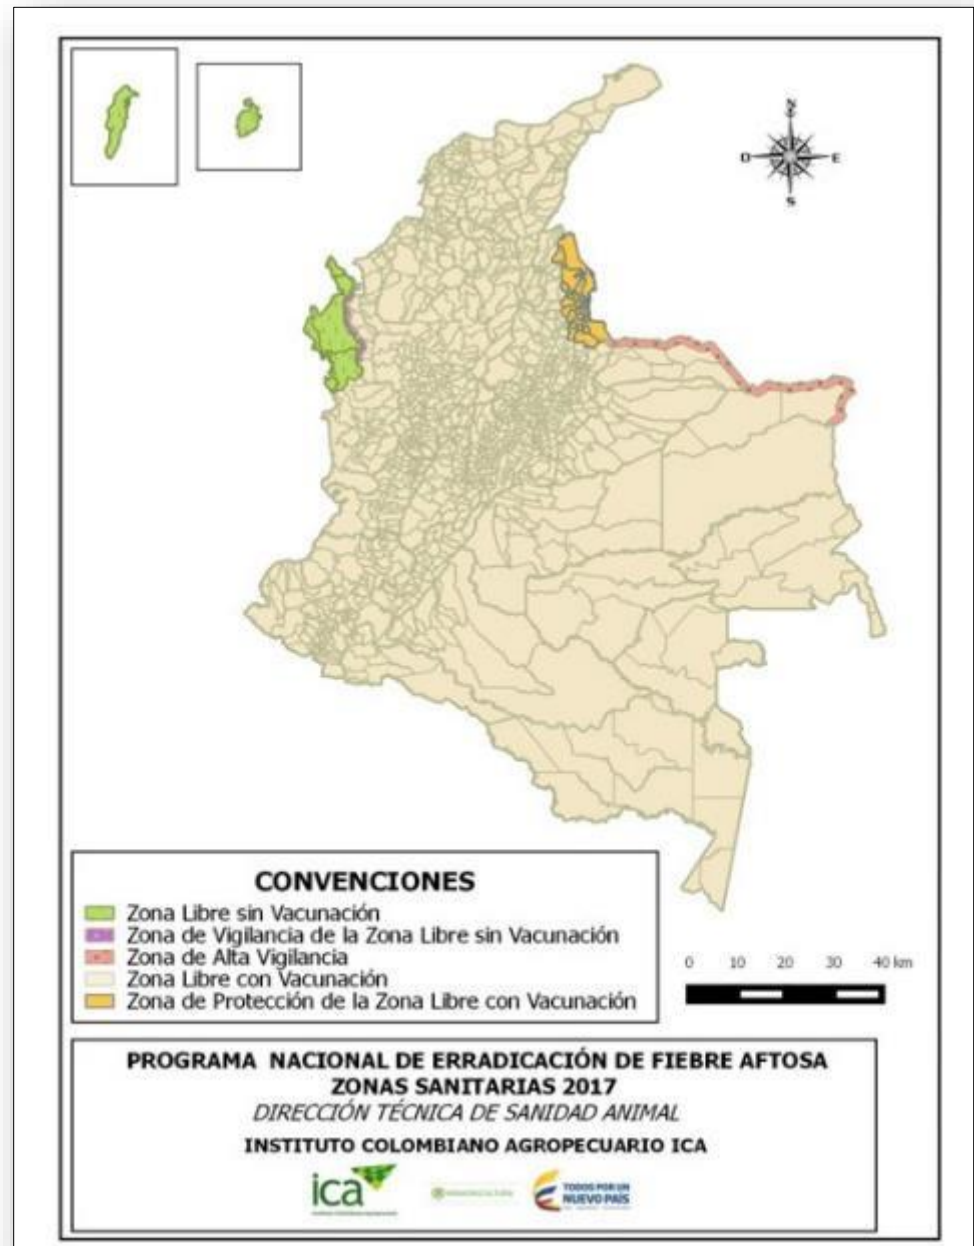 N
O E
S
CONVENCIONES
Zona Libre sin Vacunación
Zona de Vigilancia de la Zona Libre sin Vacunación
Zona de Alta Vigilancia
Zona Libre con Vacunación
Zona de Protección de la Zona Libre con Vacunación
0 10 20 30 40 km
PROGRAMA NACIONAL DE ERRADICACIÓN DE FIEBRE AFTOSA
ZONAS SANITARIAS 2017
DIRECCIÓN TÉCNICA DE SANIDAD ANIMAL
INSTITUTO COLOMBIANO AGROPECUARIO ICA
ica
MINAGRICULTURA
TODOS POR UN
NUEVO PAÍS